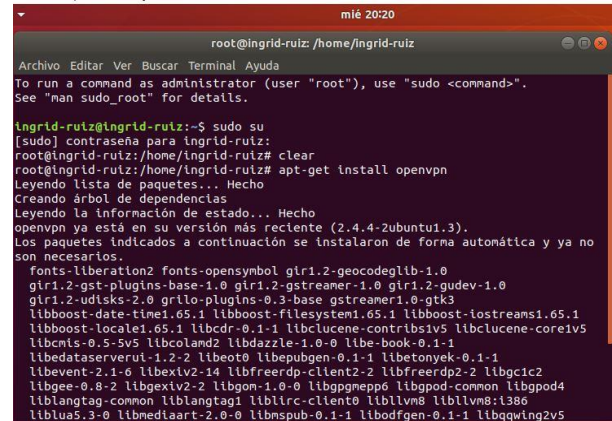 mié 20:20
root@ingrid-ruiz: /home/ingrid-ruiz
Archivo Editar Ver Buscar Terminal Ayuda
To run a command as administrator (user "root"), use "sudo <command>".
See "man sudo_root" for details.
ingrid-ruiz@ingrid-ruiz:~$ sudo su
[sudo] contraseña para ingrid-ruiz:
root@ingrid-ruiz:/home/ingrid-ruiz# clear
root@ingrid-ruiz:/home/ingrid-ruiz# apt-get install openvpn
Leyendo lista de paquetes... Hecho
Creando árbol de dependencias
Leyendo la información de estado... Hecho
openvpn ya está en su versión más reciente (2.4.4-2ubuntu1.3).
Los paquetes indicados a continuación se instalaron de forma automática y ya no
son necesarios.
fonts-liberation2 fonts-opensymbol gir1.2-geocodeglib-1.0
gir1.2-gst-plugins-base-1.0 gir1.2-gstreamer-1.0 gir1.2-gudev-1.0
gir1.2-udisks-2.0 grilo-plugins-0.3-base gstreamer1.0-gtk3
libboost-date-time1.65.1 libboost-filesystem1.65.1 libboost-iostreams1.65.1
libboost-locale1.65.1 libcdr-0.1-1 libclucene-contribs1v5 libclucene-core1v5
libcmis-0.5-5v5 libcolamd2 libdazzle-1.0-0 libe-book-0.1-1
libedataserverui-1.2-2 libeot0 libepubgen-0.1-1 libetonyek-0.1-1
libevent-2.1-6 libexiv2-14 libfreerdp-client2-2 libfreerdp2-2 libgc1c2
libgee-0.8-2 libgexiv2-2 libgom-1.0-0 libgpgmepp6 libgpod-common libgpod4
liblangtag-common liblangtag1 liblirc-client0 libllvm8 libllvm8:i386
liblua5.3-0 libmediaart-2.0-0 libmspub-0.1-1 libodfgen-0.1-1 libqqwing2v5